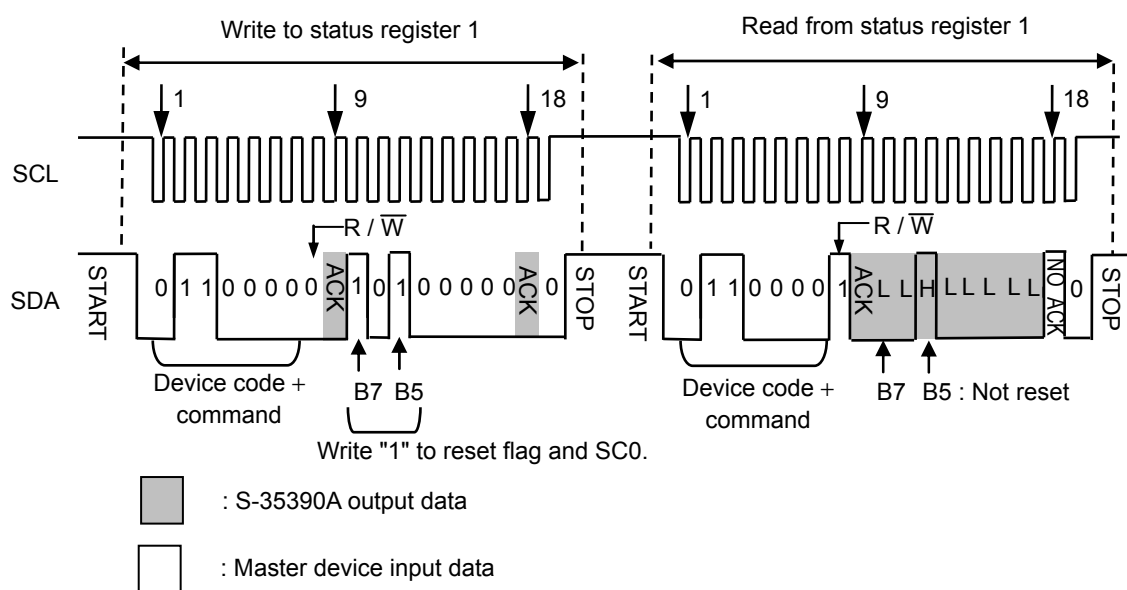 Write to status register 1
Read from status register 1
1 9 18 1 9 18
SCL
R / W R / W
SDA
START 0 1 1 0 0 0 0 0 ACK 1 0 1 0 0 0 0 0 ACK 0 STOP START 0 1 1 0 0 0 0 1 ACK L L H L L L L L NO ACK 0 STOP
Device code +
command
B7 B5
Device code +
command
B7 B5 : Not reset
Write "1" to reset flag and SC0.
: S-35390A output data
: Master device input data